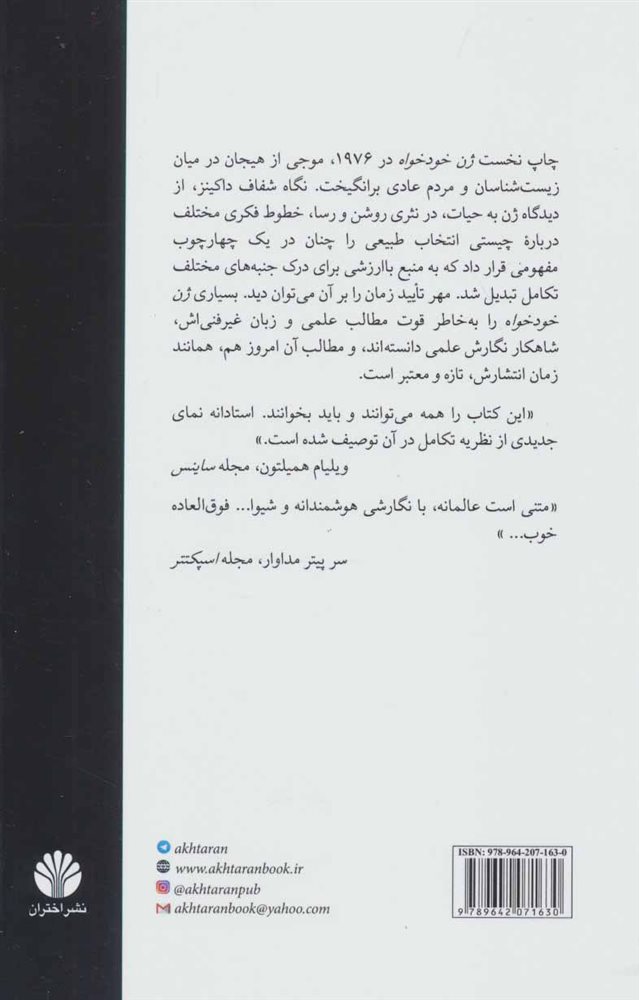 چاپ نخست ژن خودخواه در ۱۹۷۶، موجی از هیجان در میان
زیست‌شناسان و مردم عادی برانگیخت. نگاه شفاف داکینز، از
دیدگاه ژن به حیات، در نثری روشن و رسا، خطوط فکری مختلف
دربارهٔ چیستی انتخاب طبیعی را چنان در یک چهارچوب
مفهومی قرار داد که به منبع باارزشی برای درک جنبه‌های مختلف
تکامل تبدیل شد. مهر تأیید زمان را بر آن می‌توان دید. بسیاری ژن
خودخواه را به‌خاطر قوت مطالب علمی و زبان غیرفنی‌اش،
شاهکار نگارش علمی دانسته‌اند، و مطالب آن امروز هم، همانند
زمان انتشارش، تازه و معتبر است.
«این کتاب را همه می‌توانند و باید بخوانند. استادانه نمای
جدیدی از نظریه تکامل در آن توصیف شده است.»
ویلیام همیلتون، مجله ساینس
«متنی است عالمانه، با نگارشی هوشمندانه و شیوا... فوق‌العاده
خوب... »
سر پیتر مداوار، مجله اسپکتتر
akhtaran
www.akhtaranbook.ir
@akhtaranpub
akhtaranbook@yahoo.com
ISBN: 978-964-207-163-0
9 789642 071630
نشر اختران